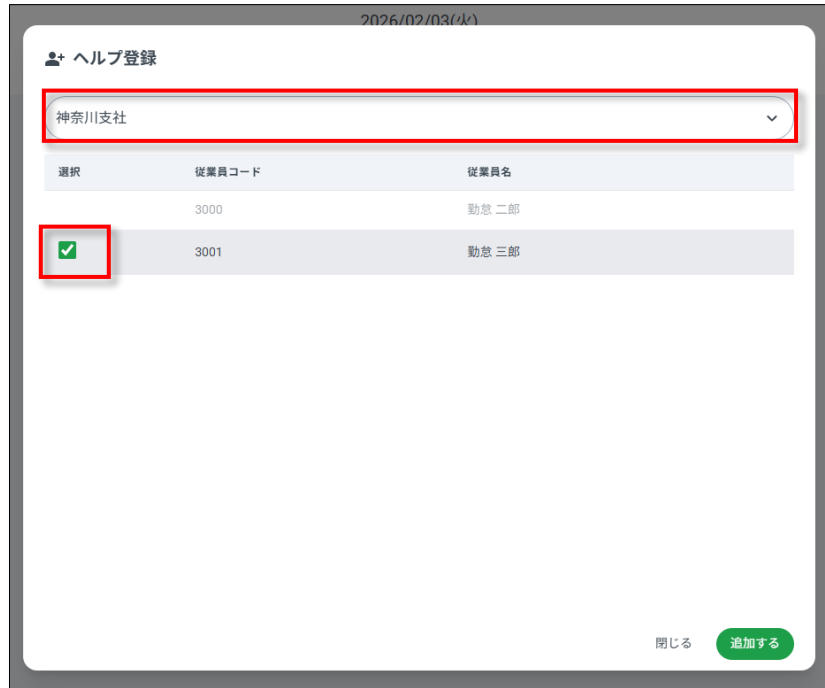 2026/02/03(火)
ヘルプ登録
神奈川支社
選択 従業員コード 従業員名
3000 勤怠 二郎
3001 勤怠 三郎
閉じる 追加する